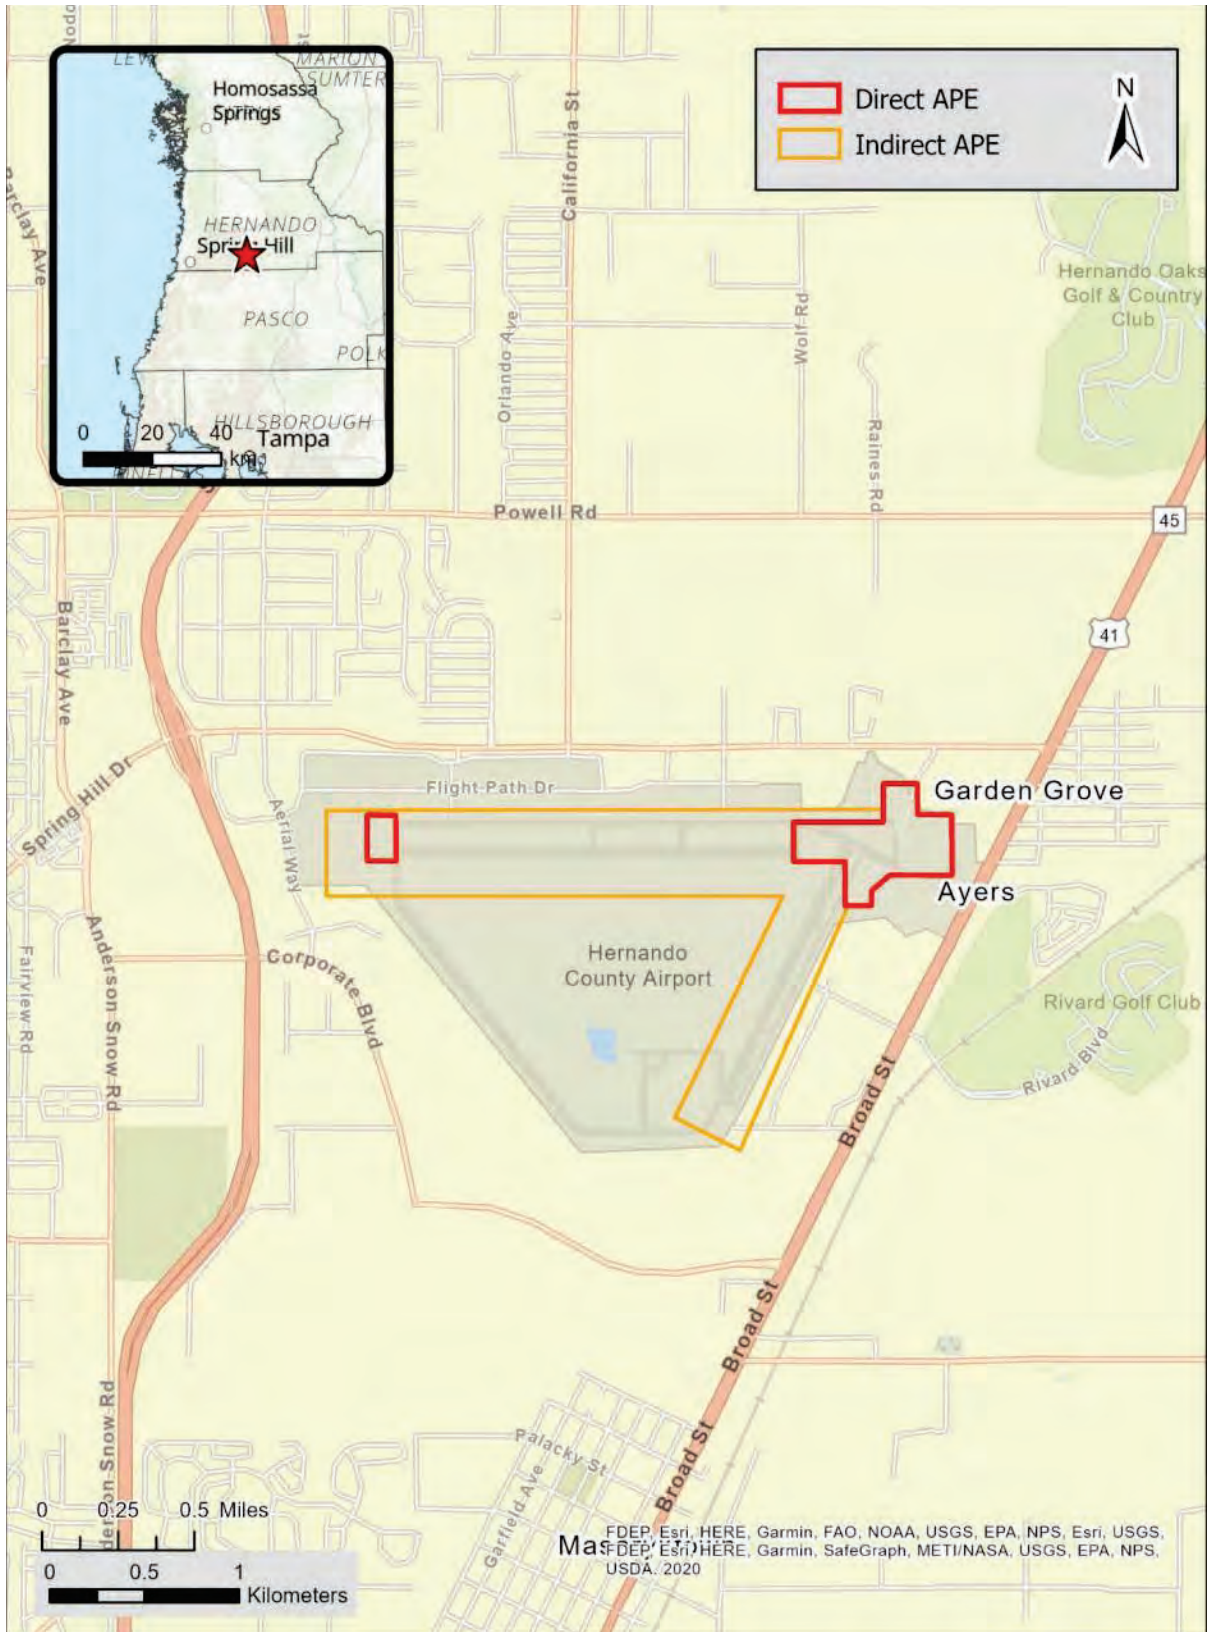 LEV
MARION
SUMTER
Homosassa
Springs
HERNANDO
Spring Hill
PASCO
POLK
HILLSBOROUGH
Tampa
0 20 40
km
Direct APE
Indirect APE
N
St
California St
Barclay Ave
Hernando Oaks
Golf & Country
Club
Orlando Ave
Wolf Rd
Raines Rd
Powell Rd
45
41
Barclay Ave
Spring Hill Dr
Flight Path Dr
Aerial Way
Garden Grove
Ayers
Hernando
County Airport
Anderson Snow Rd
Fairview Rd
Corporate Blvd
Rivard Golf Club
Rivard Blvd
Broad St
Broad St
Broad St
derson Snow Rd
Palacky St
Garfield Ave
0 0.25 0.5 Miles
0 0.5 1
Kilometers
FDEP, Esri, HERE, Garmin, FAO, NOAA, USGS, EPA, NPS, Esri, USGS,
FDEP, Esri, HERE, Garmin, SafeGraph, METI/NASA, USGS, EPA, NPS,
USDA. 2020